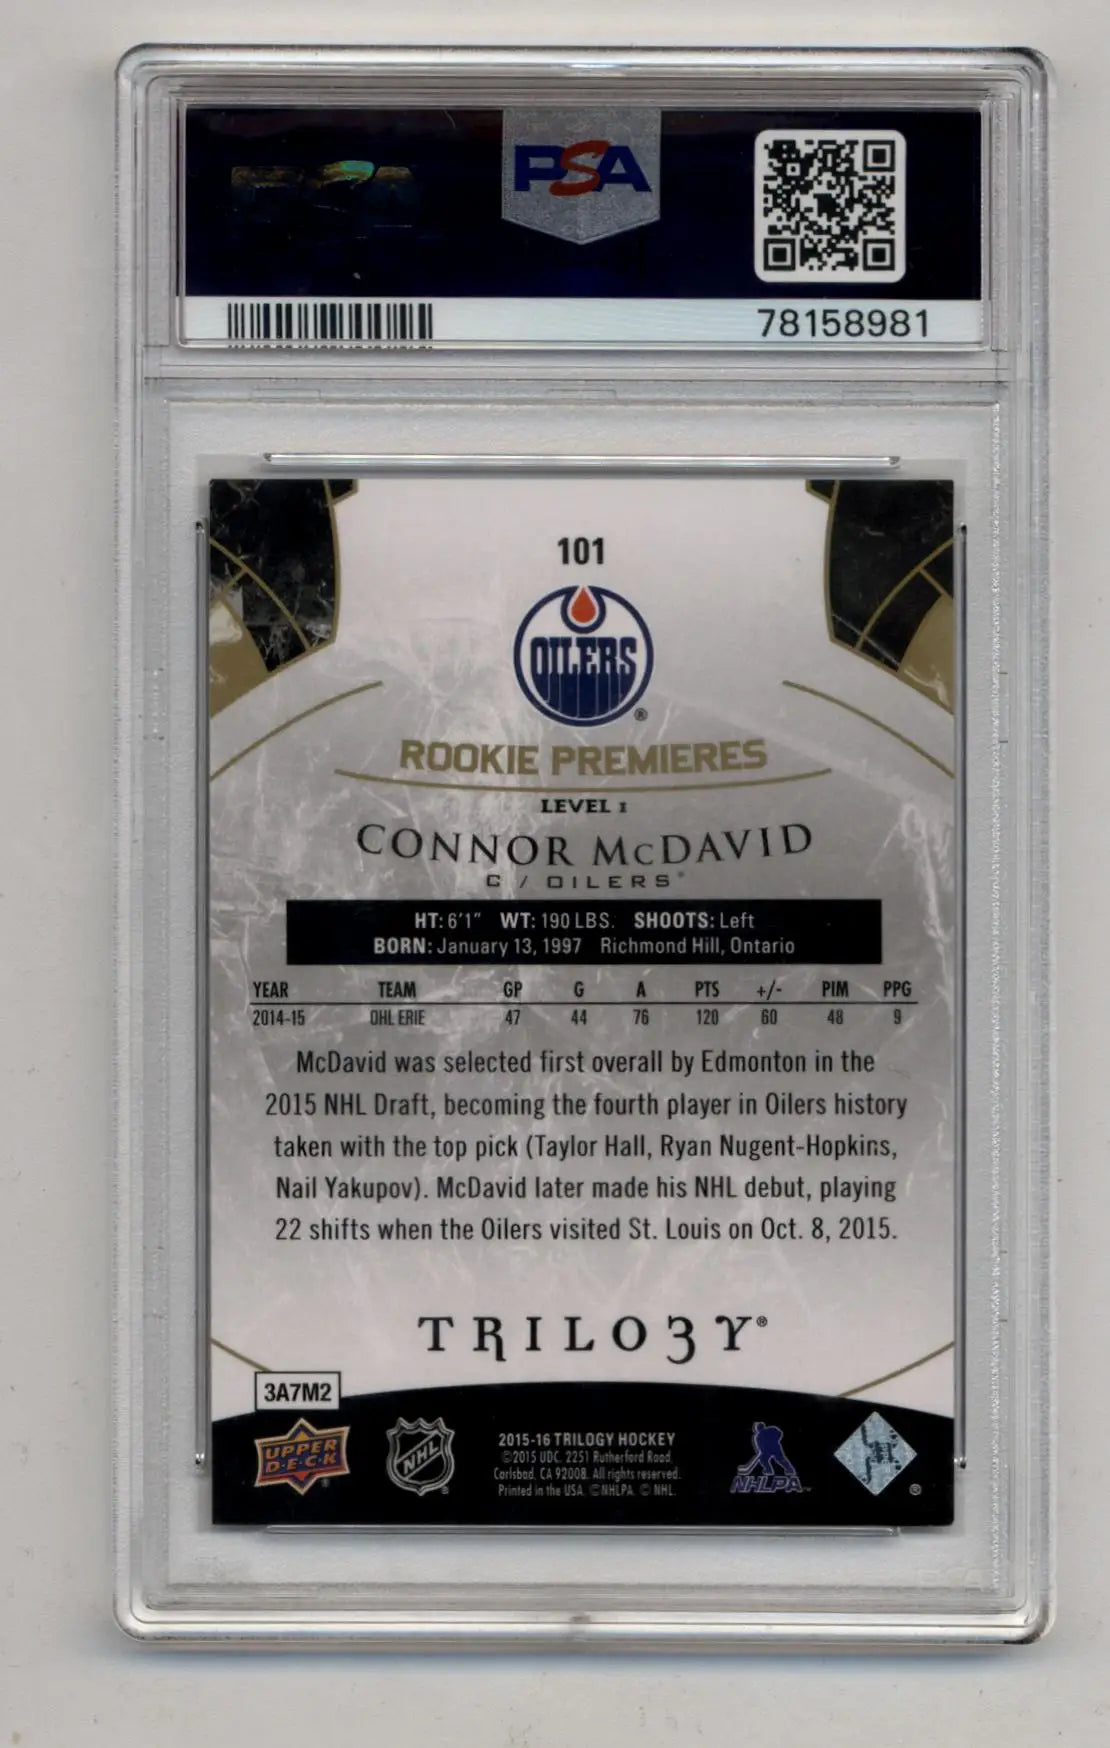 PSA
78158981
101
OILERS
®
ROOKIE PREMIERES
LEVEL 1
CONNOR McDAVID
C / OILERS®
HT: 6'1" WT: 190 LBS. SHOOTS: Left
BORN: January 13, 1997 Richmond Hill, Ontario
YEAR TEAM GP G A PTS +/- PIM PPG
2014-15 OHL ERIE 47 44 76 120 60 48 9
McDavid was selected first overall by Edmonton in the
2015 NHL Draft, becoming the fourth player in Oilers history
taken with the top pick (Taylor Hall, Ryan Nugent-Hopkins,
Nail Yakupov). McDavid later made his NHL debut, playing
22 shifts when the Oilers visited St. Louis on Oct. 8, 2015.
TRILO3Y®
3A7M2
UPPER
D·E·C·K
®
NHL
®
2015-16 TRILOGY HOCKEY
©2015 UDC. 2251 Rutherford Road,
Carlsbad, CA 92008. All rights reserved.
Printed in the USA. ©NHLPA. © NHL.
NHLPA™
®